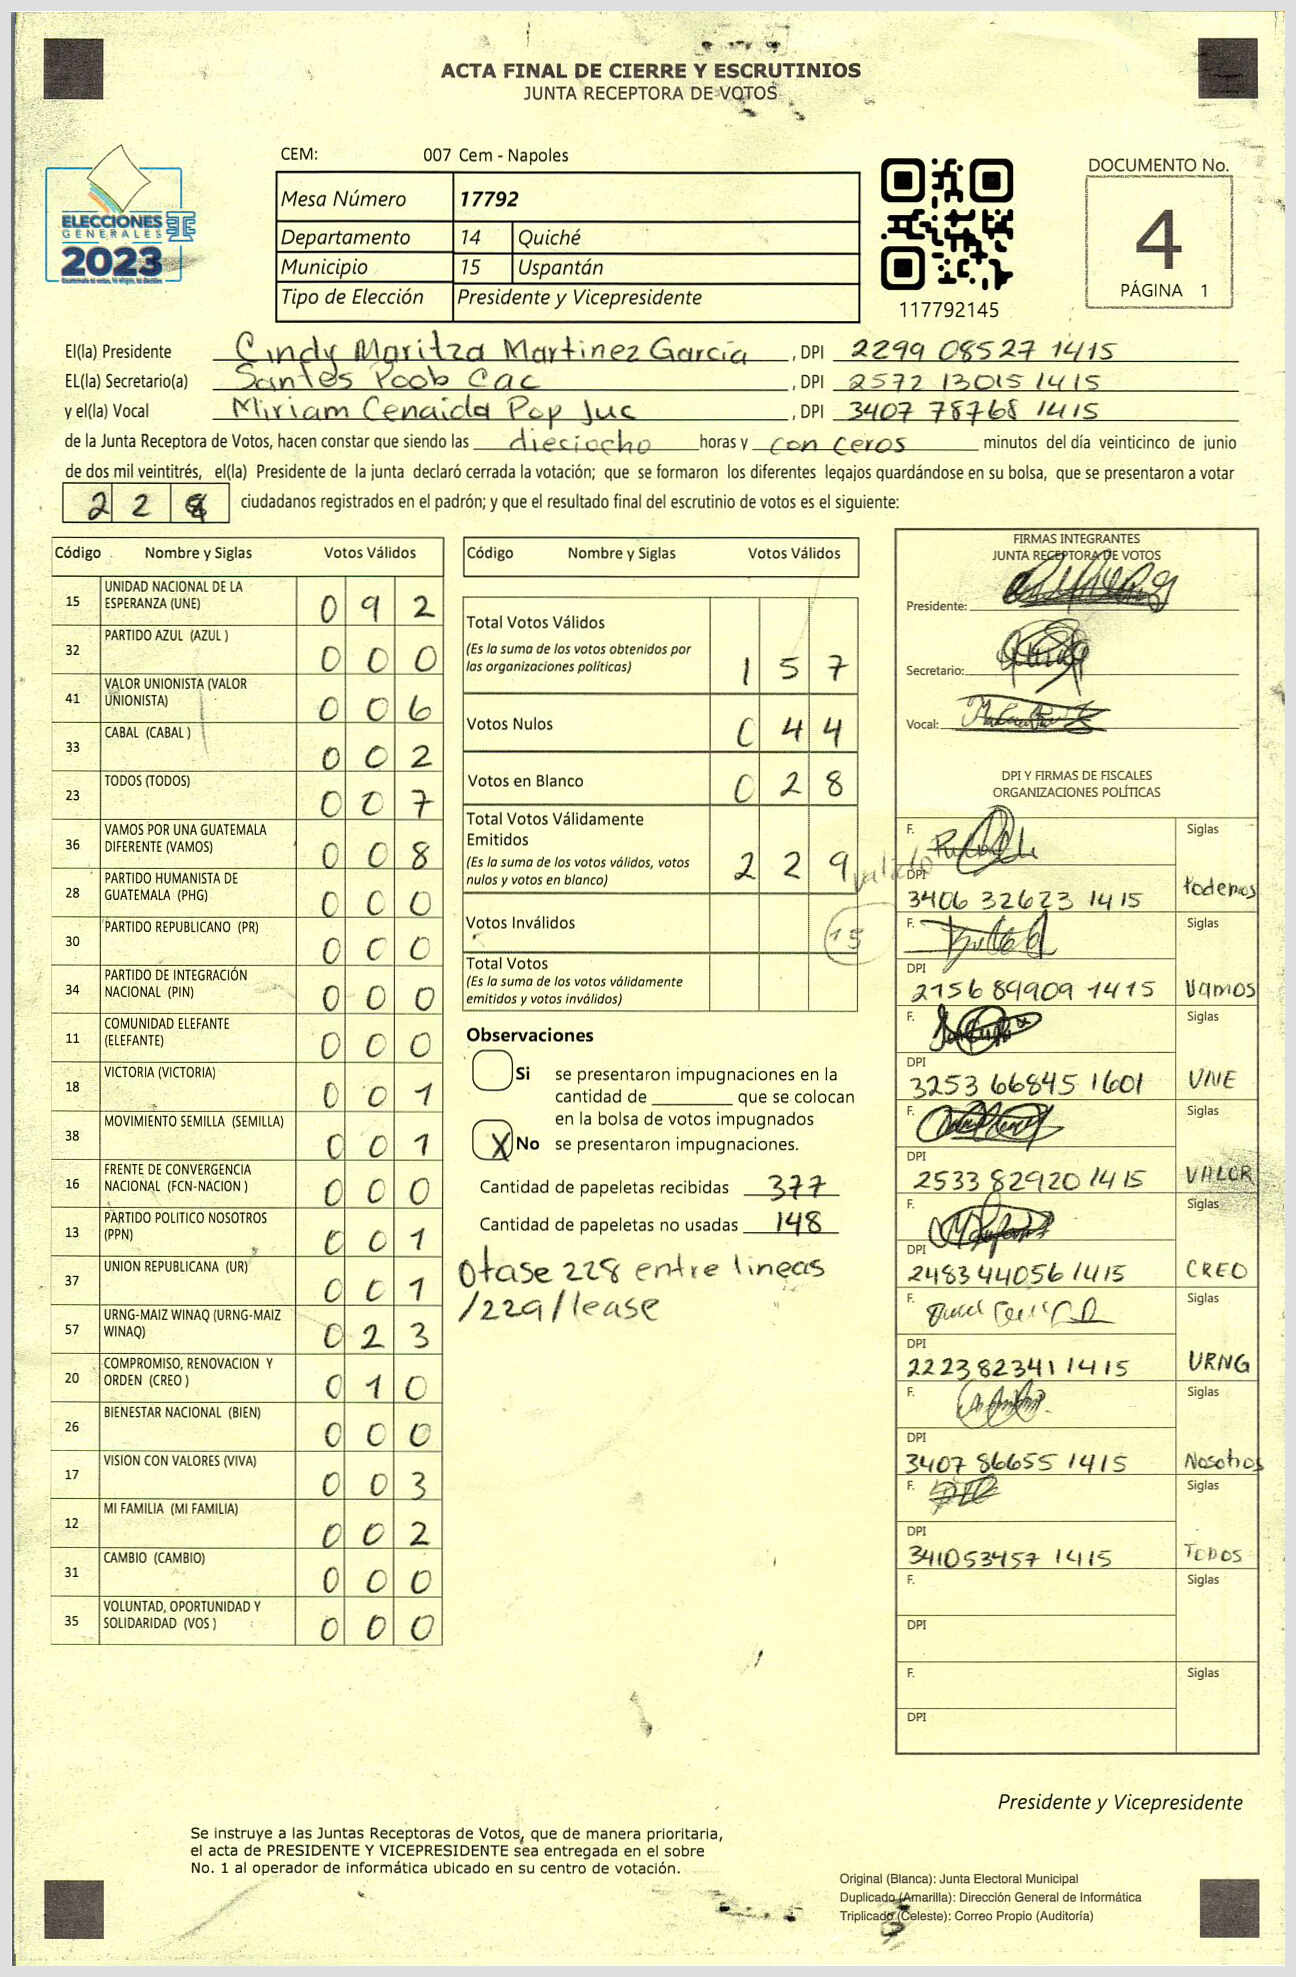 ACTA FINAL DE CIERRE Y ESCRUTINIOS
JUNTA RECEPTORA DE VOTOS
CEM: 007 Cem - Napoles
ELECCIONES
GENERALES
2023
Mesa Número 17792
Departamento 14 Quiché
Municipio 15 Uspantán
Tipo de Elección Presidente y Vicepresidente
117792145
DOCUMENTO No.
4
PÁGINA 1
El(la) Presidente Cindy Maritza Martinez García , DPI 2299 08527 1415
EL(la) Secretario(a) Santos Poob Cac , DPI 2572 13015 1415
y el(la) Vocal Miriam Cenaida Pop Juc , DPI 3407 78768 1415
de la Junta Receptora de Votos, hacen constar que siendo las dieciocho horas y con ceros minutos del día veinticinco de junio
de dos mil veintitrés, el(la) Presidente de la junta declaró cerrada la votación; que se formaron los diferentes legajos guardándose en su bolsa, que se presentaron a votar
2 2 ciudadanos registrados en el padrón; y que el resultado final del escrutinio de votos es el siguiente:
Código Nombre y Siglas Votos Válidos
15 UNIDAD NACIONAL DE LA ESPERANZA (UNE) 0 9 2
32 PARTIDO AZUL (AZUL ) 0 0 0
41 VALOR UNIONISTA (VALOR UNIONISTA) 0 0 6
33 CABAL (CABAL ) 0 0 2
23 TODOS (TODOS) 0 0 7
36 VAMOS POR UNA GUATEMALA DIFERENTE (VAMOS) 0 0 8
28 PARTIDO HUMANISTA DE GUATEMALA (PHG) 0 0 0
30 PARTIDO REPUBLICANO (PR) 0 0 0
34 PARTIDO DE INTEGRACIÓN NACIONAL (PIN) 0 0 0
11 COMUNIDAD ELEFANTE (ELEFANTE) 0 0 0
18 VICTORIA (VICTORIA) 0 0 1
38 MOVIMIENTO SEMILLA (SEMILLA) 0 0 1
16 FRENTE DE CONVERGENCIA NACIONAL (FCN-NACION ) 0 0 0
13 PARTIDO POLITICO NOSOTROS (PPN) 0 0 1
37 UNION REPUBLICANA (UR) 0 0 1
57 URNG-MAIZ WINAQ (URNG-MAIZ WINAQ) 0 2 3
20 COMPROMISO, RENOVACION Y ORDEN (CREO ) 0 1 0
26 BIENESTAR NACIONAL (BIEN) 0 0 0
17 VISION CON VALORES (VIVA) 0 0 3
12 MI FAMILIA (MI FAMILIA) 0 0 2
31 CAMBIO (CAMBIO) 0 0 0
35 VOLUNTAD, OPORTUNIDAD Y SOLIDARIDAD (VOS ) 0 0 0
Código Nombre y Siglas Votos Válidos
Total Votos Válidos
(Es la suma de los votos obtenidos por
las organizaciones políticas) 1 5 7
Votos Nulos 0 4 4
Votos en Blanco 0 2 8
Total Votos Válidamente
Emitidos
(Es la suma de los votos válidos, votos
nulos y votos en blanco) 2 2 9
Votos Inválidos 15
Total Votos
(Es la suma de los votos válidamente
emitidos y votos inválidos)
Observaciones
Si se presentaron impugnaciones en la
cantidad de ________ que se colocan
en la bolsa de votos impugnados
X No se presentaron impugnaciones.
Cantidad de papeletas recibidas 377
Cantidad de papeletas no usadas 148
Otase 228 entre lineas
/229/lease
FIRMAS INTEGRANTES
JUNTA RECEPTORA DE VOTOS
Presidente:
Secretario:
Vocal:
DPI Y FIRMAS DE FISCALES
ORGANIZACIONES POLÍTICAS
F. Siglas
DPI
3406 32623 1415 Podemos
F. Siglas
DPI
2156 89909 1415 Vamos
F. Siglas
DPI
3253 66845 1601 UNE
F. Siglas
DPI
2533 82920 1415 VALOR
F. Siglas
DPI
2483 44056 1415 CREO
F. Siglas
DPI
2223 82341 1415 URNG
F. Siglas
DPI
3407 86655 1415 Nosotros
F. Siglas
DPI
341053457 1415 TODOS
F. Siglas
DPI
F. Siglas
DPI
Presidente y Vicepresidente
Se instruye a las Juntas Receptoras de Votos, que de manera prioritaria,
el acta de PRESIDENTE Y VICEPRESIDENTE sea entregada en el sobre
No. 1 al operador de informática ubicado en su centro de votación.
Original (Blanca): Junta Electoral Municipal
Duplicado (Amarilla): Dirección General de Informática
Triplicado (Celeste): Correo Propio (Auditoría)